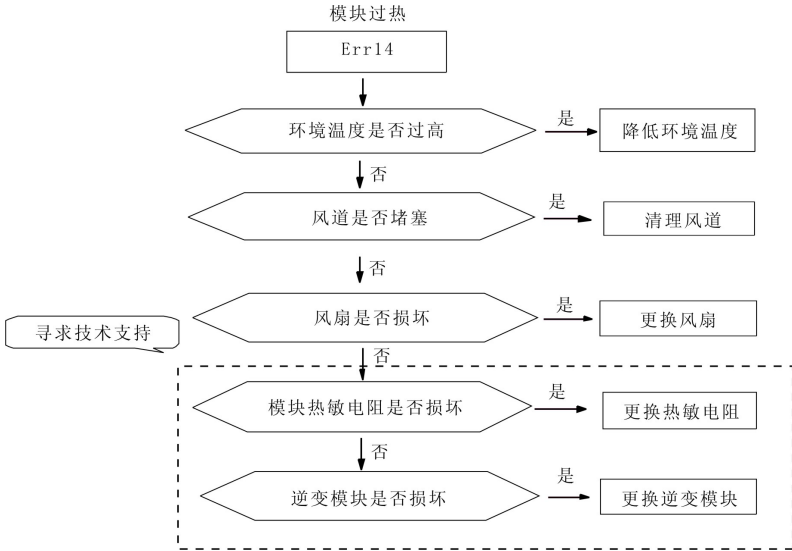 模块过热
Err14
环境温度是否过高
是
降低环境温度
否
风道是否堵塞
是
清理风道
否
风扇是否损坏
是
更换风扇
寻求技术支持
否
模块热敏电阻是否损坏
是
更换热敏电阻
否
逆变模块是否损坏
是
更换逆变模块